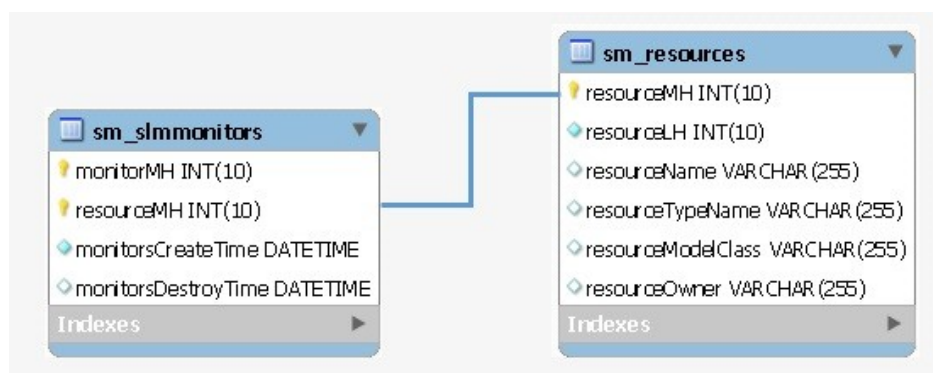 sm_resources
resourceMH INT(10)
resourceLH INT(10)
resourceName VARCHAR(255)
resourceTypeName VARCHAR(255)
resourceModelClass VARCHAR(255)
resourceOwner VARCHAR(255)
Indexes
sm_slmmonitors
monitorMH INT(10)
resourceMH INT(10)
monitorsCreateTime DATETIME
monitorsDestroyTime DATETIME
Indexes